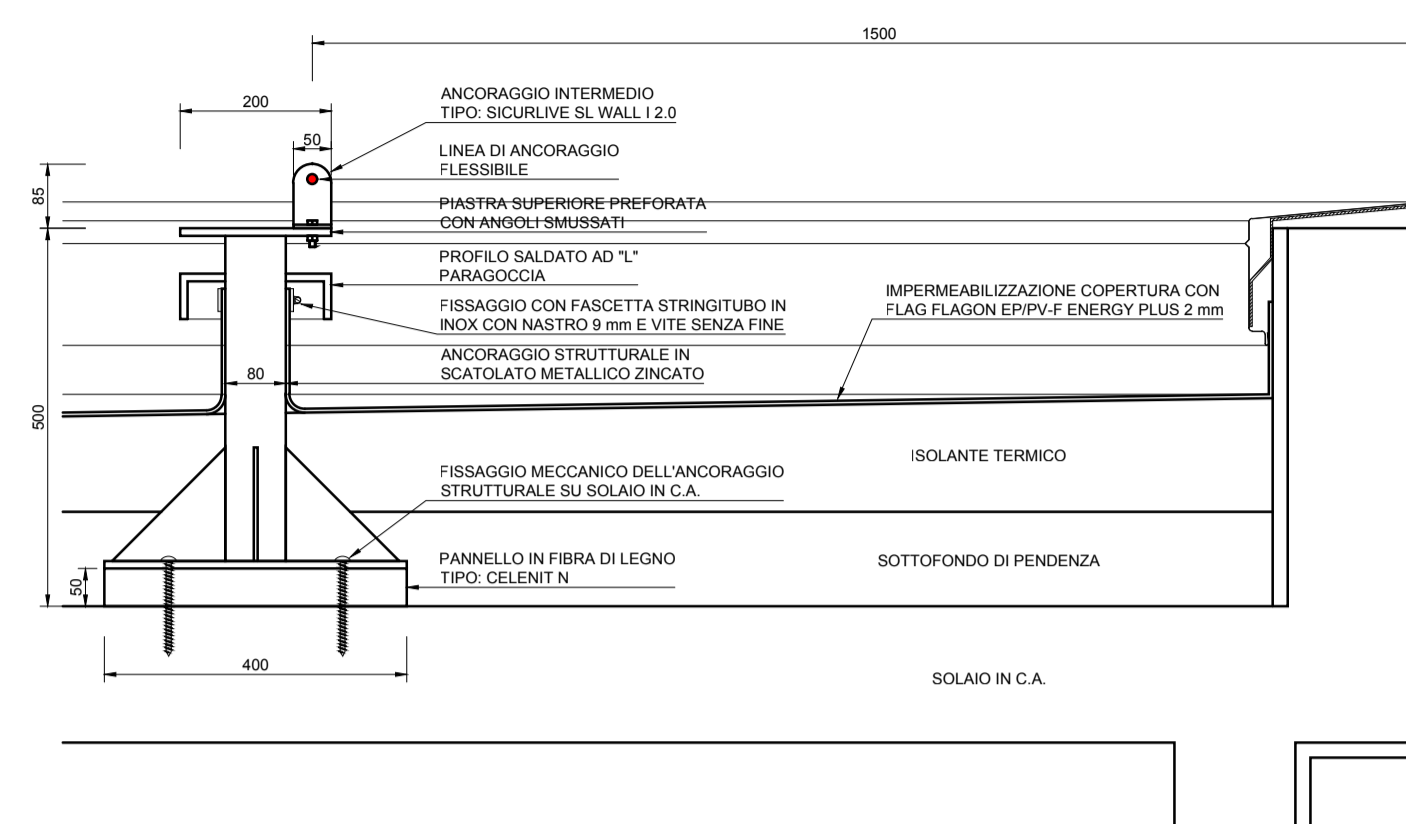 1500
200
50
85
500
80
50
400
ANCORAGGIO INTERMEDIO
TIPO: SICURLIVE SL WALL I 2.0
LINEA DI ANCORAGGIO
FLESSIBILE
PIASTRA SUPERIORE PREFORATA
CON ANGOLI SMUSSATI
PROFILO SALDATO AD "L"
PARAGOCCIA
FISSAGGIO CON FASCETTA STRINGITUBO IN
INOX CON NASTRO 9 mm E VITE SENZA FINE
ANCORAGGIO STRUTTURALE IN
SCATOLATO METALLICO ZINCATO
IMPERMEABILIZZAZIONE COPERTURA CON
FLAG FLAGON EP/PV-F ENERGY PLUS 2 mm
ISOLANTE TERMICO
FISSAGGIO MECCANICO DELL'ANCORAGGIO
STRUTTURALE SU SOLAIO IN C.A.
PANNELLO IN FIBRA DI LEGNO
TIPO: CELENIT N
SOTTOFONDO DI PENDENZA
SOLAIO IN C.A.